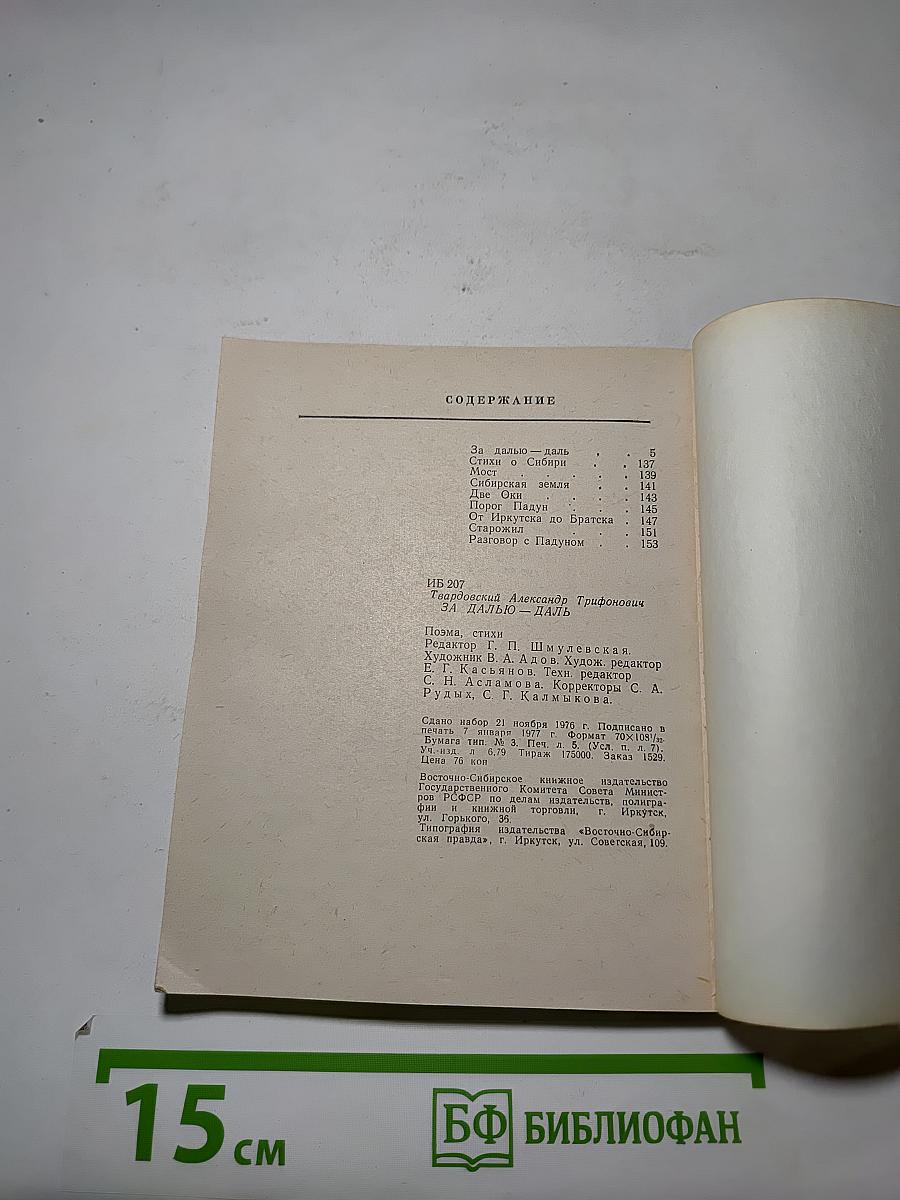 СОДЕРЖАНИЕ
За далью — даль . . 5
Стихи о Сибири . . 137
Мост . . . . . 139
Сибирская земля . . 141
Две Оки . . . . 143
Порог Падун . . . 145
От Иркутска до Братска . 147
Старожил . . . 151
Разговор с Падуном . . 153
ИБ 207
Твардовский Александр Трифонович
ЗА ДАЛЬЮ — ДАЛЬ
Поэма, стихи
Редактор Г. П. Шмулевская.
Художник В. А. Адов. Худож. редактор
Е. Г. Касьянов. Техн. редактор
С. Н. Асламова. Корректоры С. А.
Рудых, С. Г. Калмыкова.
Сдано набор 21 ноября 1976 г. Подписано в
печать 7 января 1977 г. Формат 70×108¹/₃₂.
Бумага тип. № 3. Печ. л. 5. (Усл. п. л. 7).
Уч.-изд. л 6,79 Тираж 175000. Заказ 1529.
Цена 76 коп
Восточно-Сибирское книжное издательство
Государственного Комитета Совета Минист-
ров РСФСР по делам издательств, полигра-
фии и книжной торговли, г. Иркутск,
ул. Горького, 36.
Типография издательства «Восточно-Сибир-
ская правда», г. Иркутск, ул. Советская, 109.
15 см
БФ БИБЛИОФАН